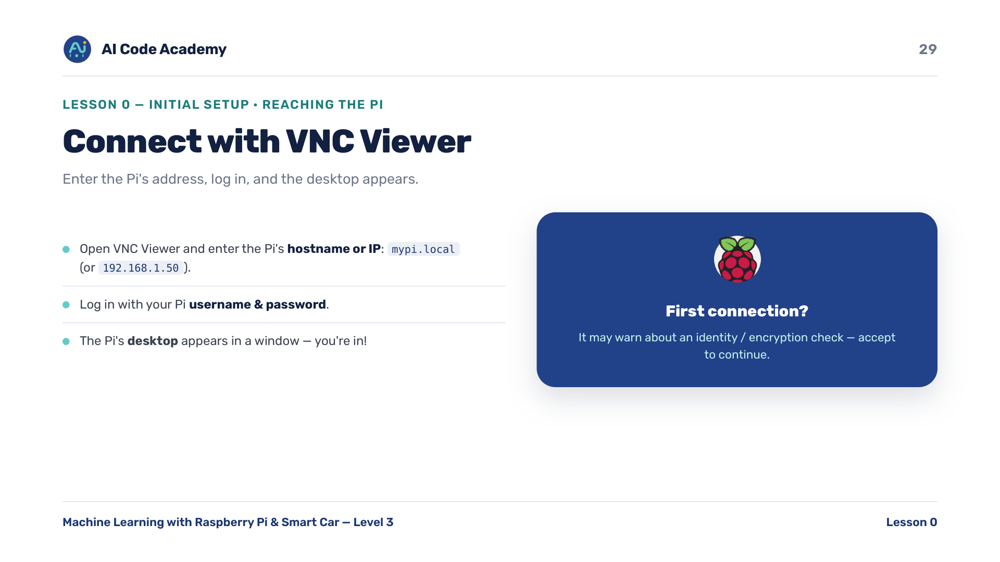 AI Code Academy
29
LESSON 0 — INITIAL SETUP • REACHING THE PI
Connect with VNC Viewer
Enter the Pi's address, log in, and the desktop appears.
Open VNC Viewer and enter the Pi's hostname or IP: mypi.local
(or 192.168.1.50).
Log in with your Pi username & password.
The Pi's desktop appears in a window — you're in!
First connection?
It may warn about an identity / encryption check — accept
to continue.
Machine Learning with Raspberry Pi & Smart Car — Level 3
Lesson 0